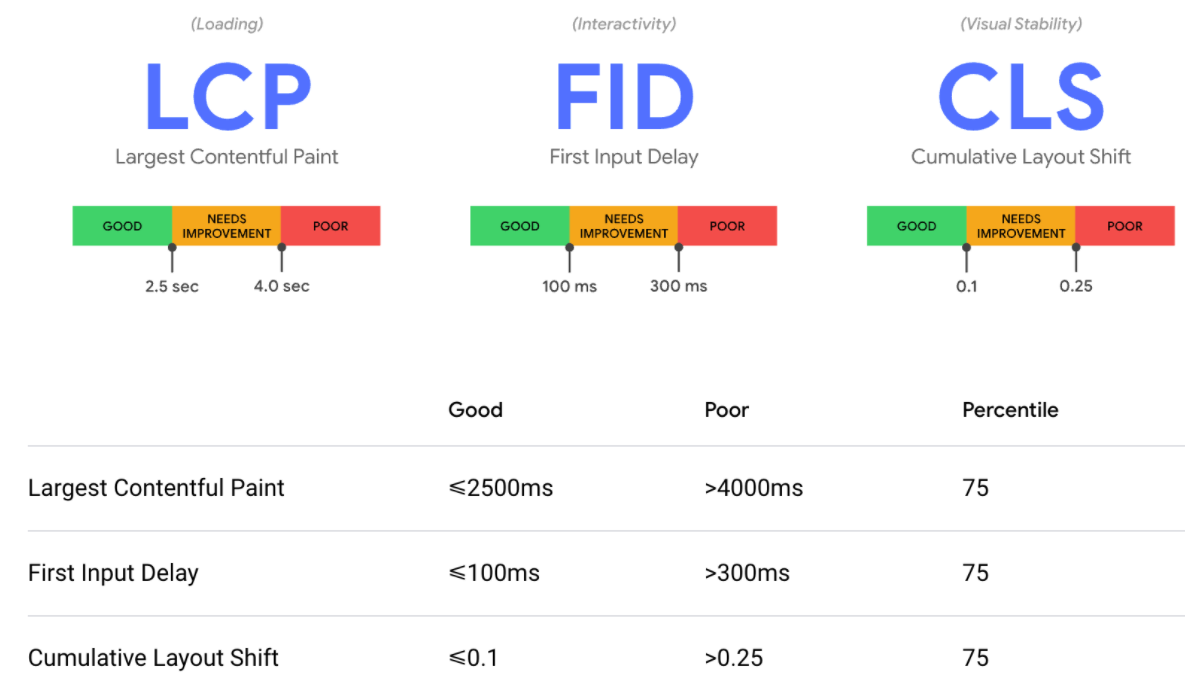 (Loading) (Interactivity) (Visual Stability)
LCP FID CLS
Largest Contentful Paint First Input Delay Cumulative Layout Shift
GOOD NEEDS IMPROVEMENT POOR GOOD NEEDS IMPROVEMENT POOR GOOD NEEDS IMPROVEMENT POOR
2.5 sec 4.0 sec 100 ms 300 ms 0.1 0.25
Good Poor Percentile
Largest Contentful Paint ≤2500ms >4000ms 75
First Input Delay ≤100ms >300ms 75
Cumulative Layout Shift ≤0.1 >0.25 75